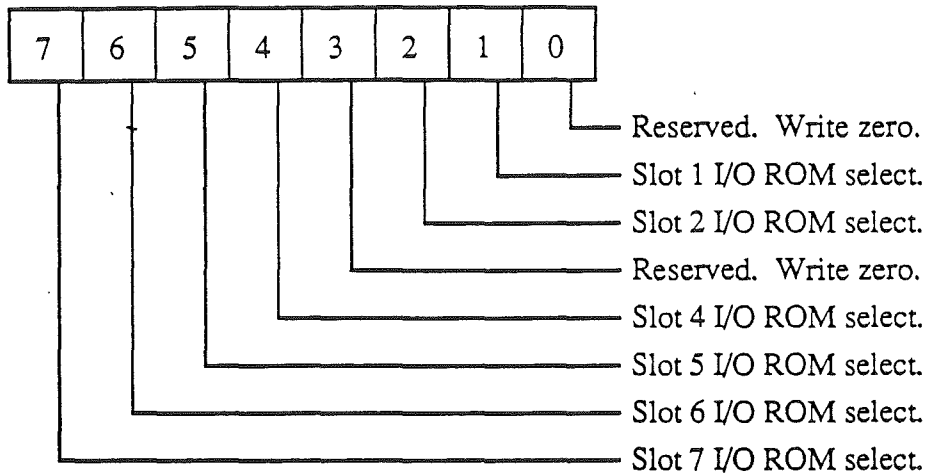 7 6 5 4 3 2 1 0
Reserved. Write zero.
Slot 1 I/O ROM select.
Slot 2 I/O ROM select.
Reserved. Write zero.
Slot 4 I/O ROM select.
Slot 5 I/O ROM select.
Slot 6 I/O ROM select.
Slot 7 I/O ROM select.